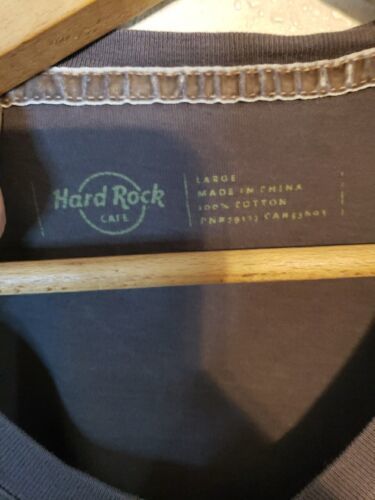 Hard Rock
CAFE
LARGE
MADE IN CHINA
100% COTTON